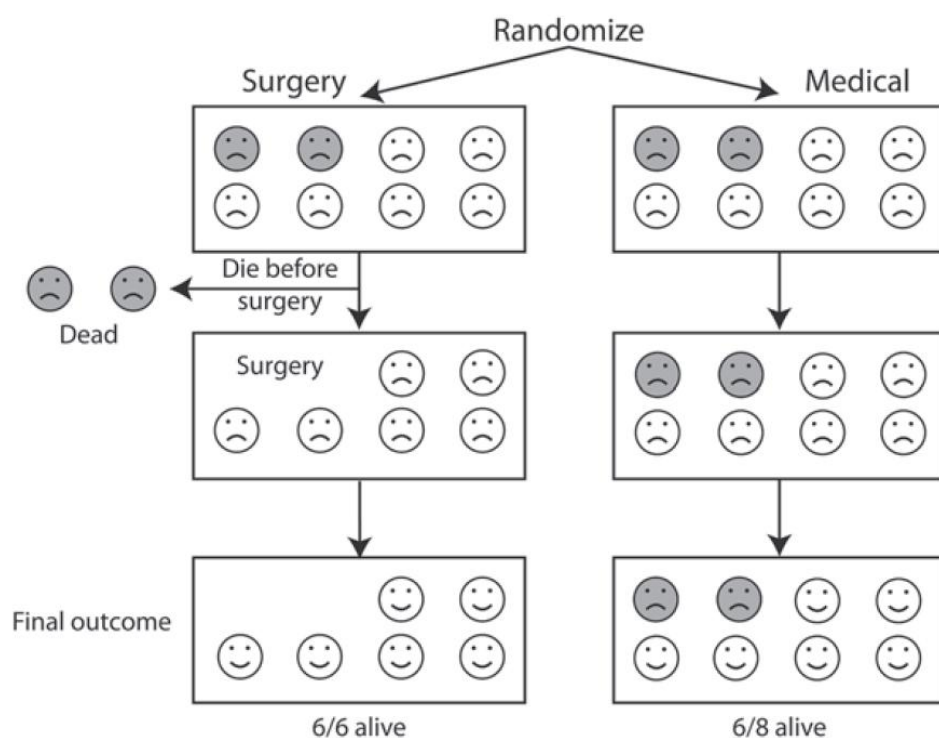 Randomize
Surgery
Medical
Die before
surgery
Dead
Surgery
Final outcome
6/6 alive
6/8 alive